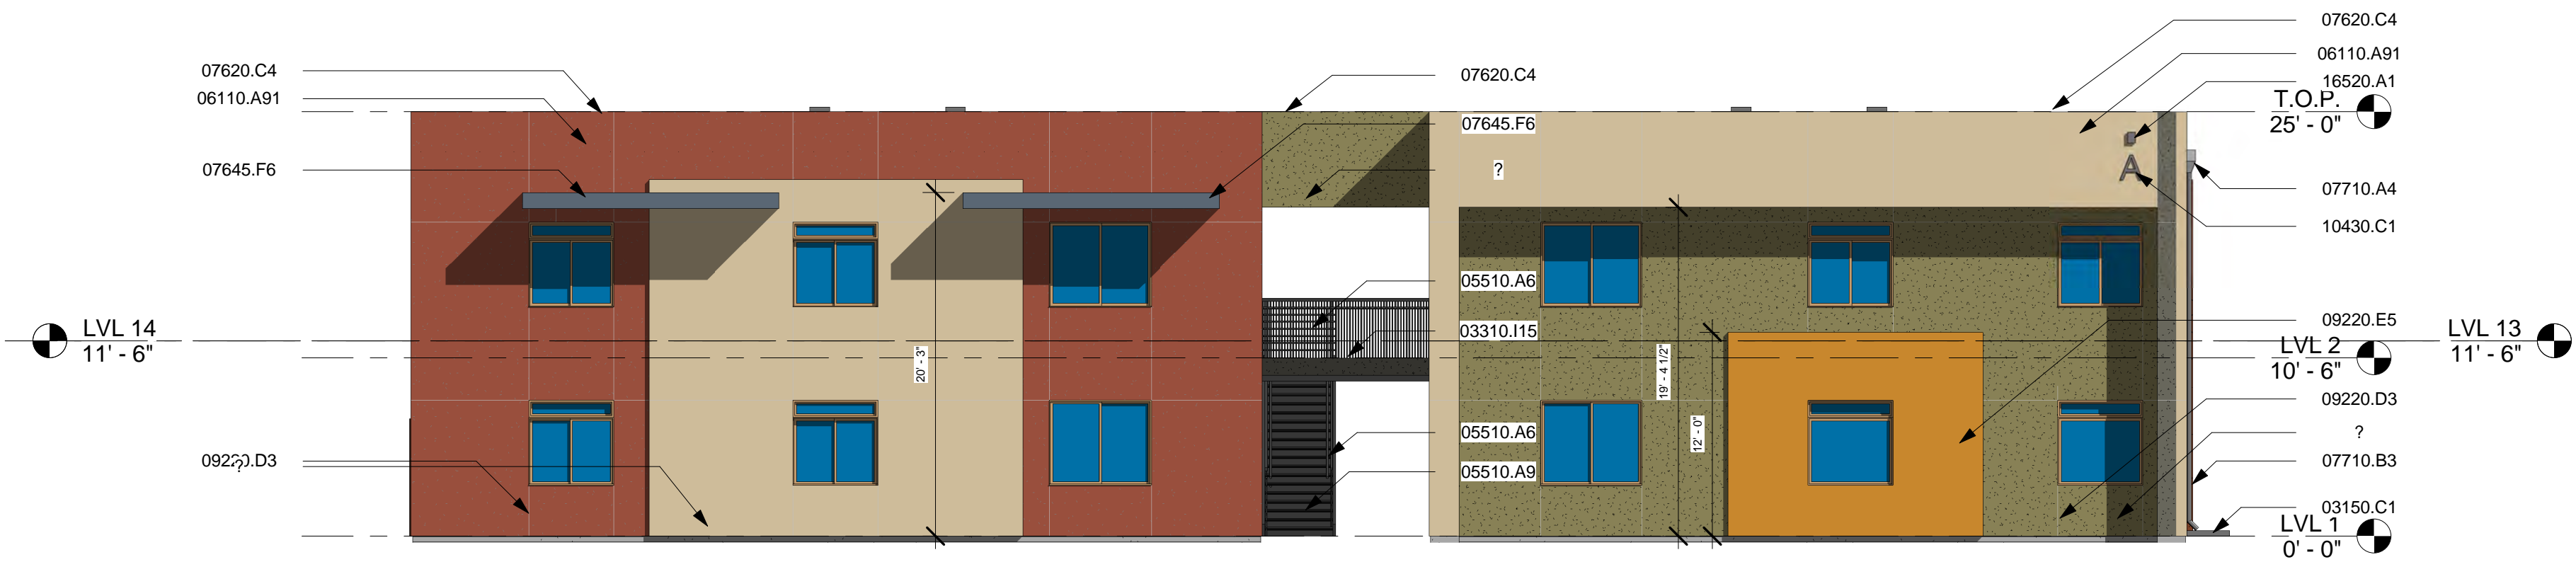 07620.C4
06110.A91
07645.F6
LVL 14
11' - 6"
09220.D3
?
20' - 3"
07620.C4
07645.F6
?
05510.A6
03310.I15
05510.A6
05510.A9
19' - 4 1/2"
12' - 0"
A
07620.C4
06110.A91
16520.A1
T.O.P.
25' - 0"
07710.A4
10430.C1
09220.E5
LVL 13
11' - 6"
LVL 2
10' - 6"
09220.D3
?
07710.B3
03150.C1
LVL 1
0' - 0"